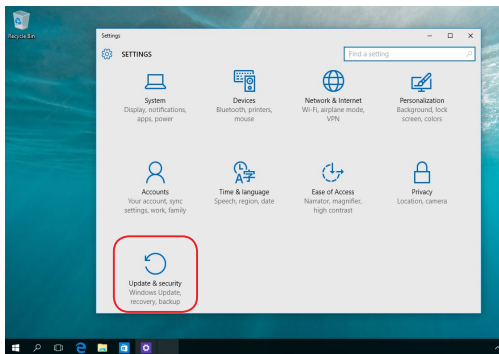 Recycle Bin
Settings
SETTINGS
Find a setting
System
Display, notifications,
apps, power
Devices
Bluetooth, printers,
mouse
Network & Internet
Wi-Fi, airplane mode,
VPN
Personalization
Background, lock
screen, colors
Accounts
Your account, sync
settings, work, family
Time & language
Speech, region, date
Ease of Access
Narrator, magnifier,
high contrast
Privacy
Location, camera
Update & security
Windows Update,
recovery, backup